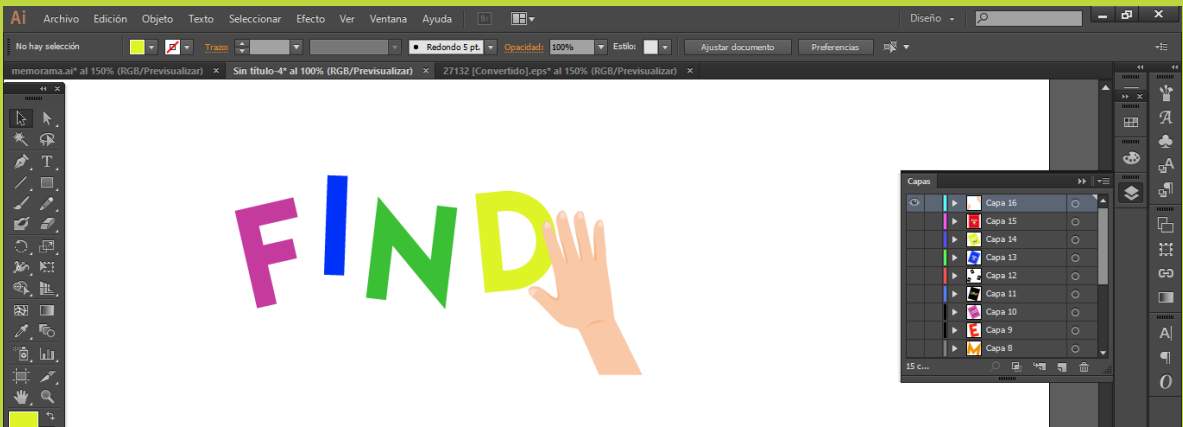 Ai Archivo Edición Objeto Texto Seleccionar Efecto Ver Ventana Ayuda Br Diseño
No hay selección Trazo: Redondo 5 pt. Opacidad: 100% Estilo: Ajustar documento Preferencias
memorama.ai* al 150% (RGB/Previsualizar) × Sin título-4* al 100% (RGB/Previsualizar) × 27132 [Convertido].eps* al 150% (RGB/Previsualizar) ×
FIND
Capas
Capa 16
Capa 15
Capa 14
Capa 13
Capa 12
Capa 11
Capa 10
Capa 9
Capa 8
15 c...